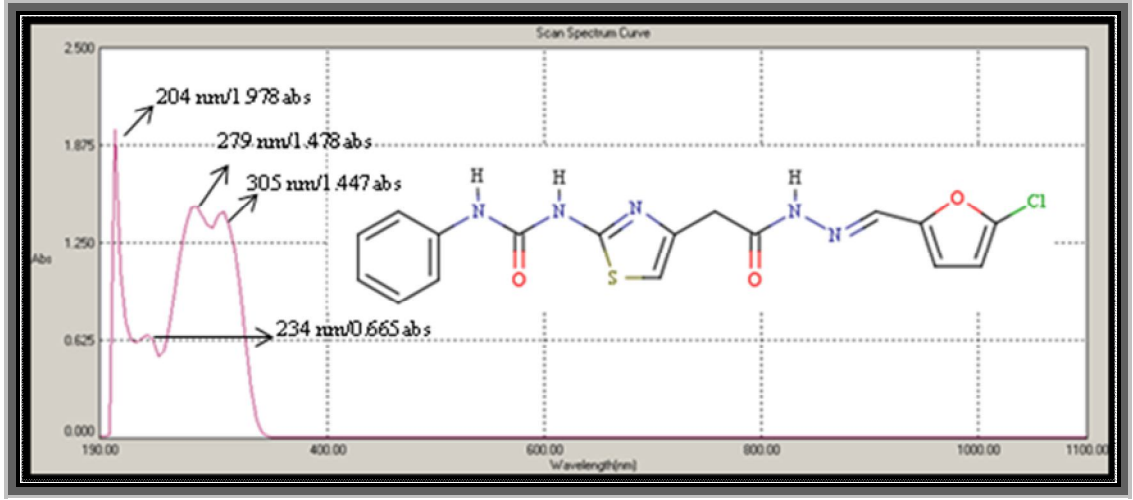 Scan Spectrum Curve
2.500
204 nm/1.978 abs
1.875
279 nm/1.478 abs
305 nm/1.447 abs
H
H
H
N
N
N
N
N
O
Cl
S
O
O
1.250
Abs
234 nm/0.665 abs
0.625
0.000
190.00
400.00
600.00
800.00
1000.00
1100.00
Wavelength(nm)